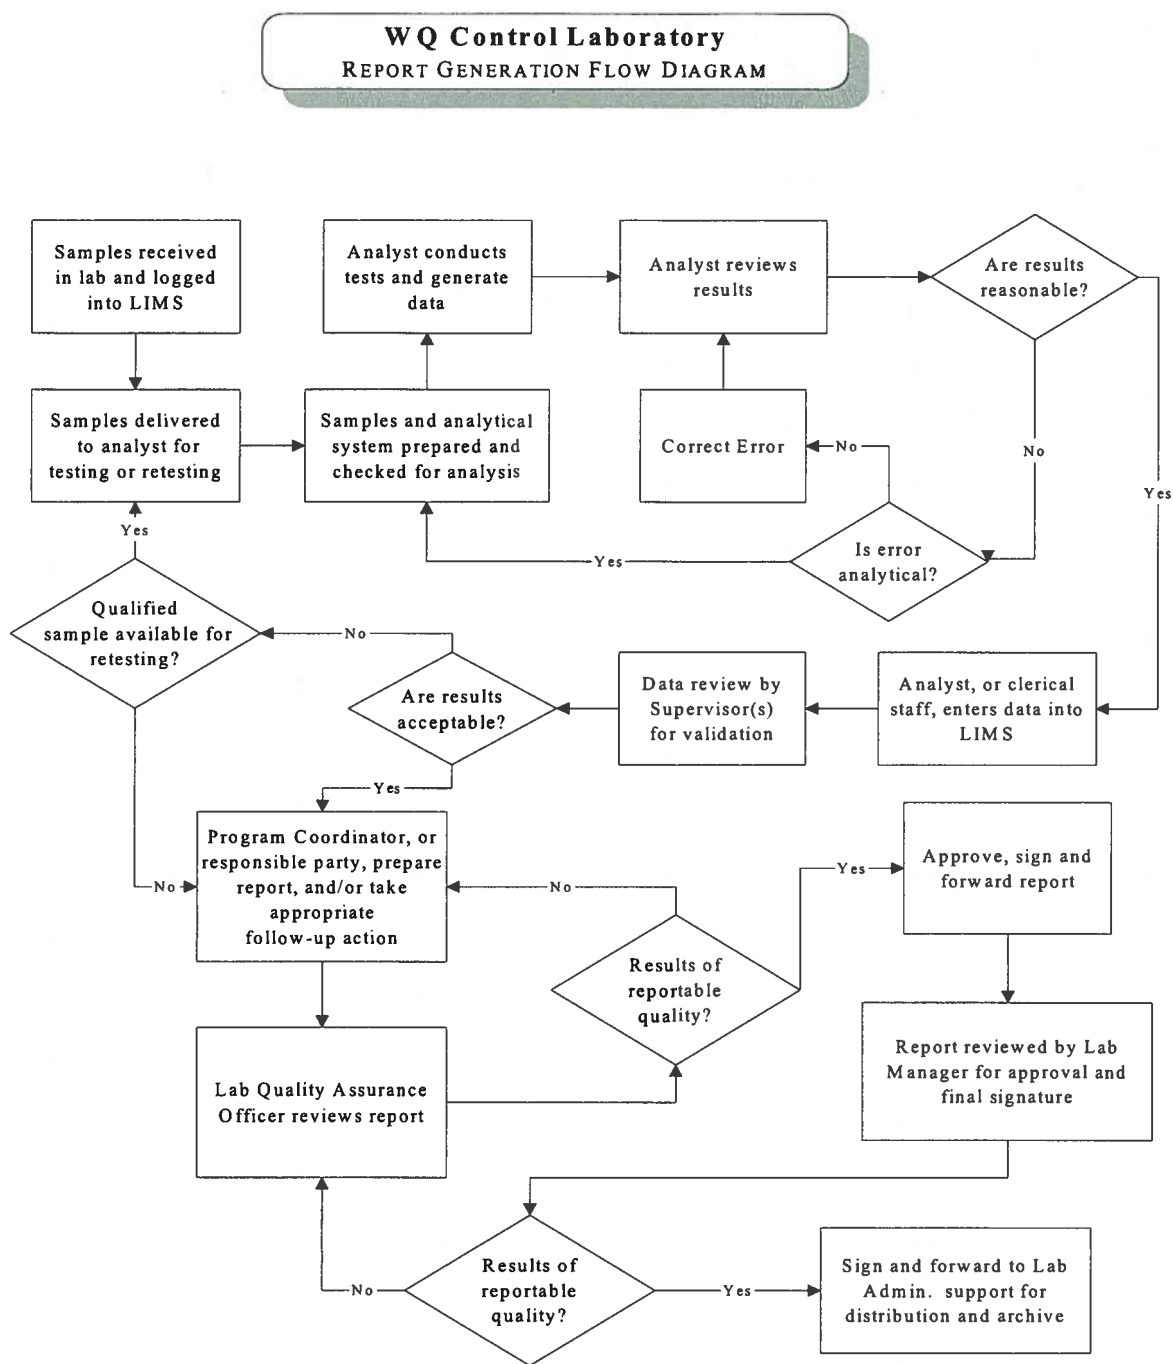 WQ Control Laboratory
REPORT GENERATION FLOW DIAGRAM
Samples received
in lab and logged
into LIMS
Analyst conducts
tests and generate
data
Analyst reviews
results
Are results
reasonable?
Samples delivered
to analyst for
testing or retesting
Samples and analytical
system prepared and
checked for analysis
Correct Error
No
No
Yes
Yes
Is error
analytical?
Yes
Qualified
sample available for
retesting?
No
Are results
acceptable?
Data review by
Supervisor(s)
for validation
Analyst, or clerical
staff, enters data into
LIMS
Yes
Program Coordinator, or
responsible party, prepare
report, and/or take
appropriate
follow-up action
No
No
Yes
Approve, sign and
forward report
Results of
reportable
quality?
Lab Quality Assurance
Officer reviews report
Report reviewed by Lab
Manager for approval and
final signature
No
Results of
reportable
quality?
Yes
Sign and forward to Lab
Admin. support for
distribution and archive